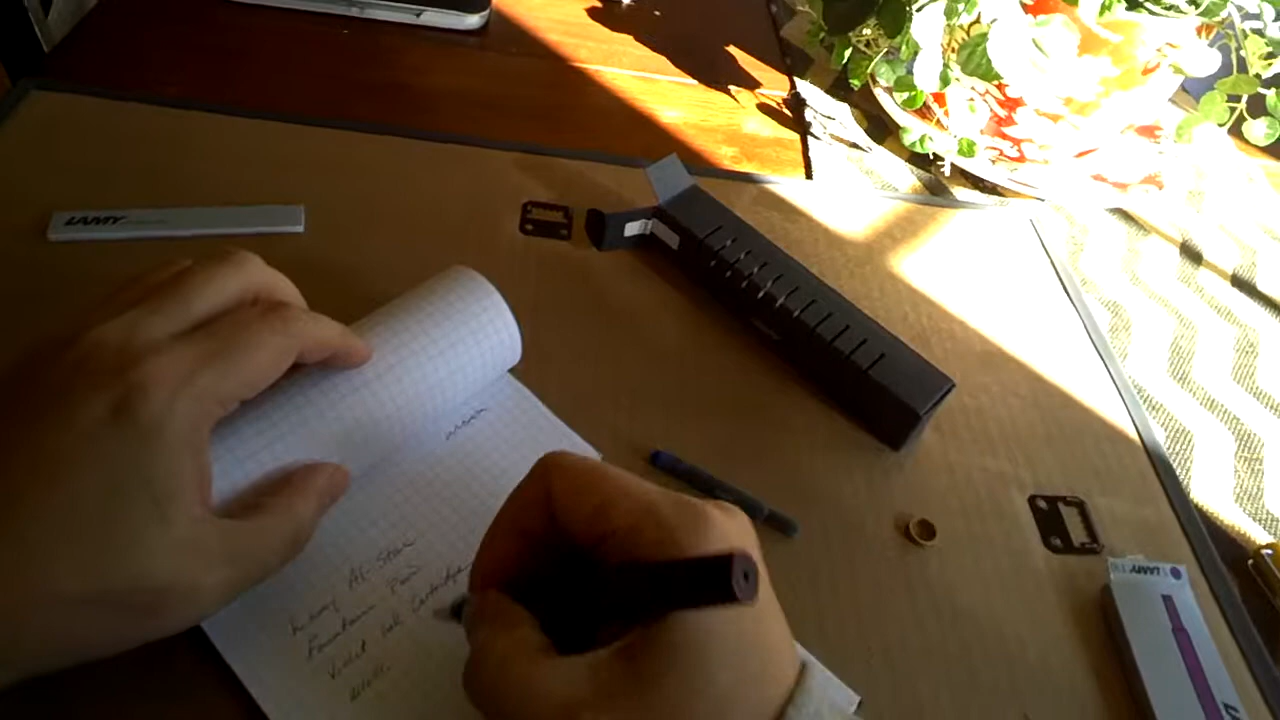 LAMY
Lamy Al-Star
Fountain Pen
Violet Ink Cartridge
LAMY